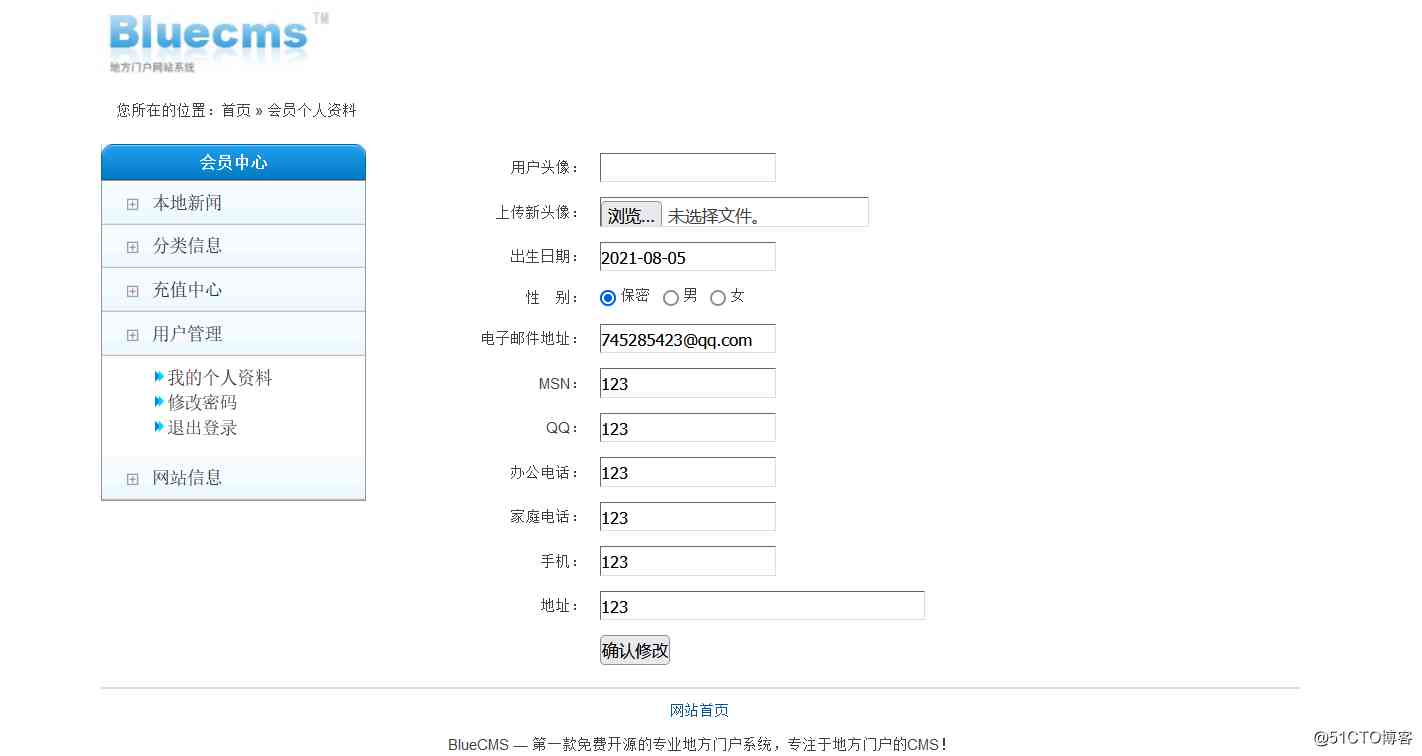 Bluecms TM
地方门户网站系统
您所在的位置：首页 » 会员个人资料
会员中心
本地新闻
分类信息
充值中心
用户管理
我的个人资料
修改密码
退出登录
网站信息
用户头像：
上传新头像： 浏览... 未选择文件。
出生日期： 2021-08-05
性 别： 保密 男 女
电子邮件地址： 745285423@qq.com
MSN： 123
QQ： 123
办公电话： 123
家庭电话： 123
手机： 123
地址： 123
确认修改
网站首页
BlueCMS — 第一款免费开源的专业地方门户系统，专注于地方门户的CMS！
@51CTO博客